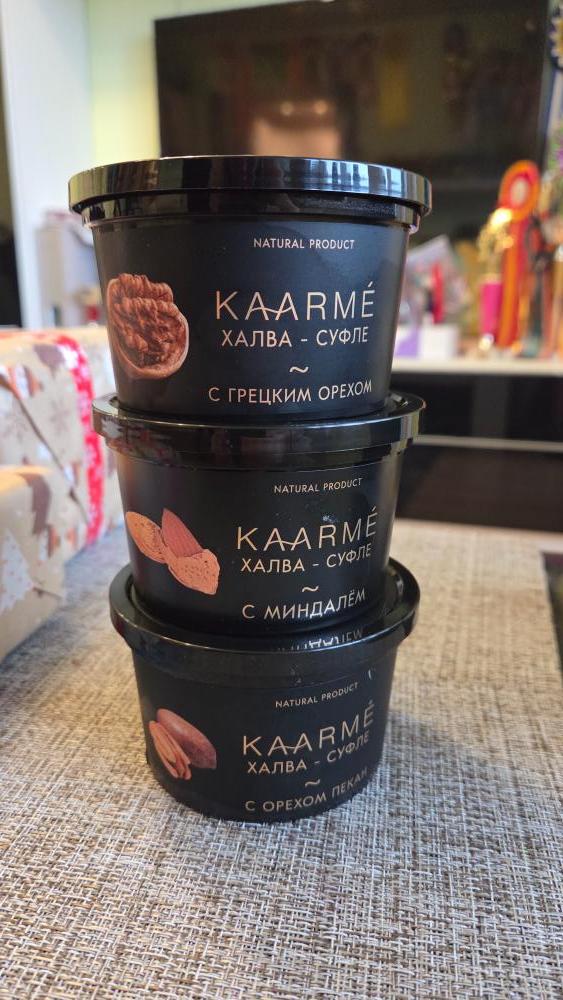 NATURAL PRODUCT
KAARMÉ
ХАЛВА - СУФЛЕ
~
С ГРЕЦКИМ ОРЕХОМ
NATURAL PRODUCT
KAARMÉ
ХАЛВА - СУФЛЕ
~
С МИНДАЛЁМ
NATURAL PRODUCT
KAARMÉ
ХАЛВА - СУФЛЕ
~
С ОРЕХОМ ПЕКАН